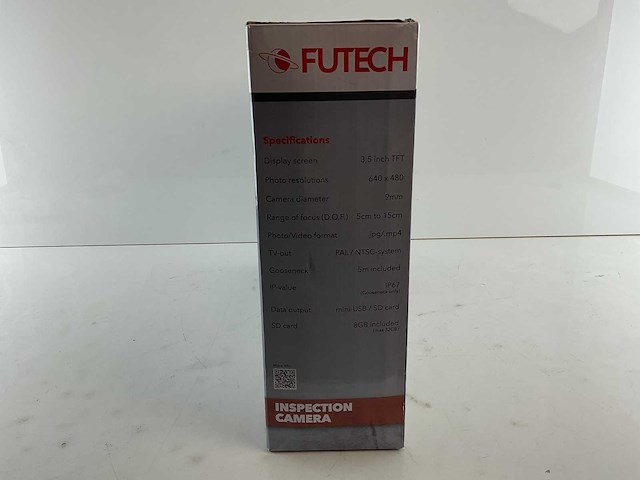 FUTECH
Specifications
Display screen 3.5 inch TFT
Photo resolutions 640 x 480
Camera diameter 9mm
Range of focus (D.O.F.) 5cm to 15cm
Photo/Video format .jpg/.mp4
TV-out PAL / NTSC-system
Gooseneck 5m included
IP value IP67
Data output mini-USB / SD card
SD card 8GB included
INSPECTION
CAMERA